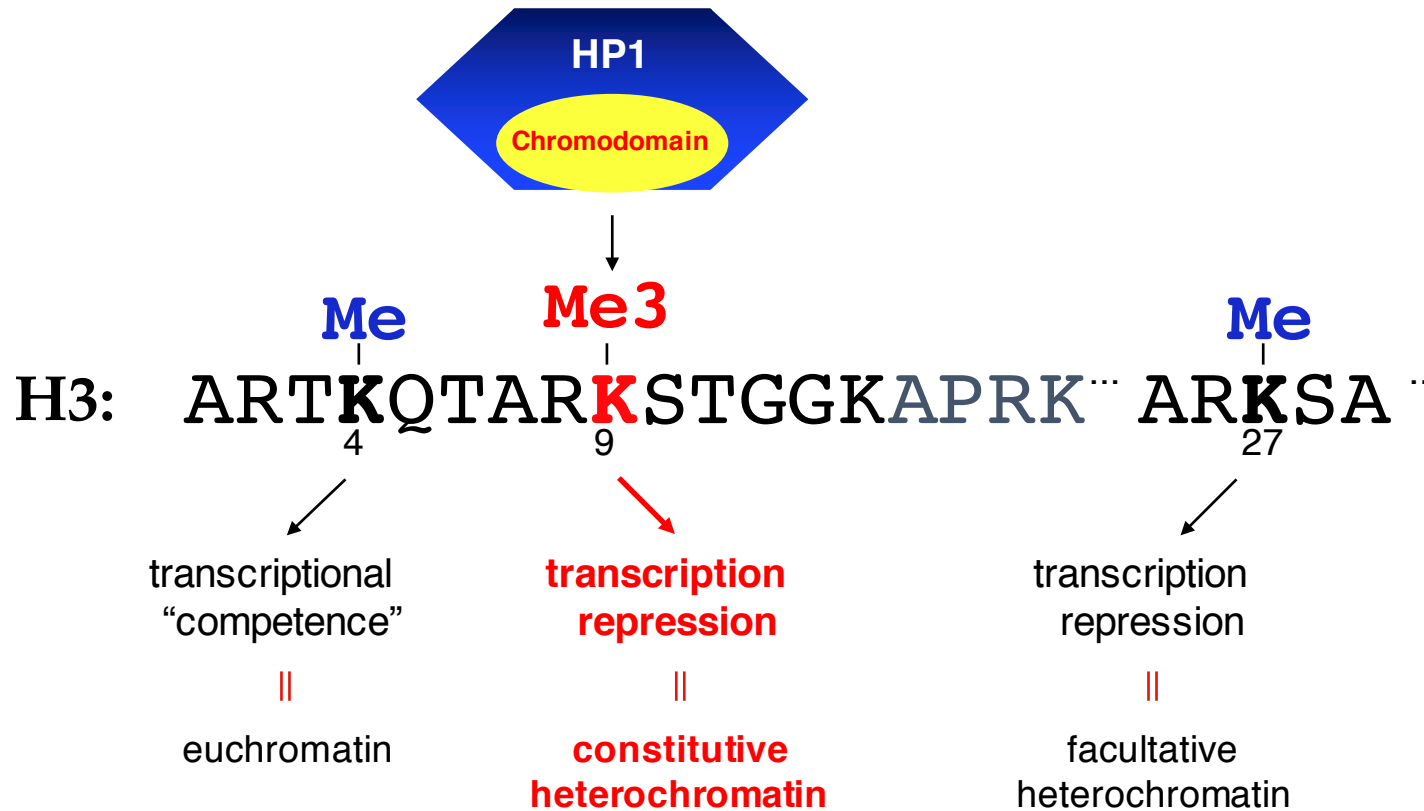 HP1
Chromodomain
Me Me3 Me
H3: ARTKQTARKSTGGKAPRK... ARKSA ..
4 9 27
transcriptional transcription transcription
“competence” repression repression
|| || ||
euchromatin constitutive facultative
heterochromatin heterochromatin